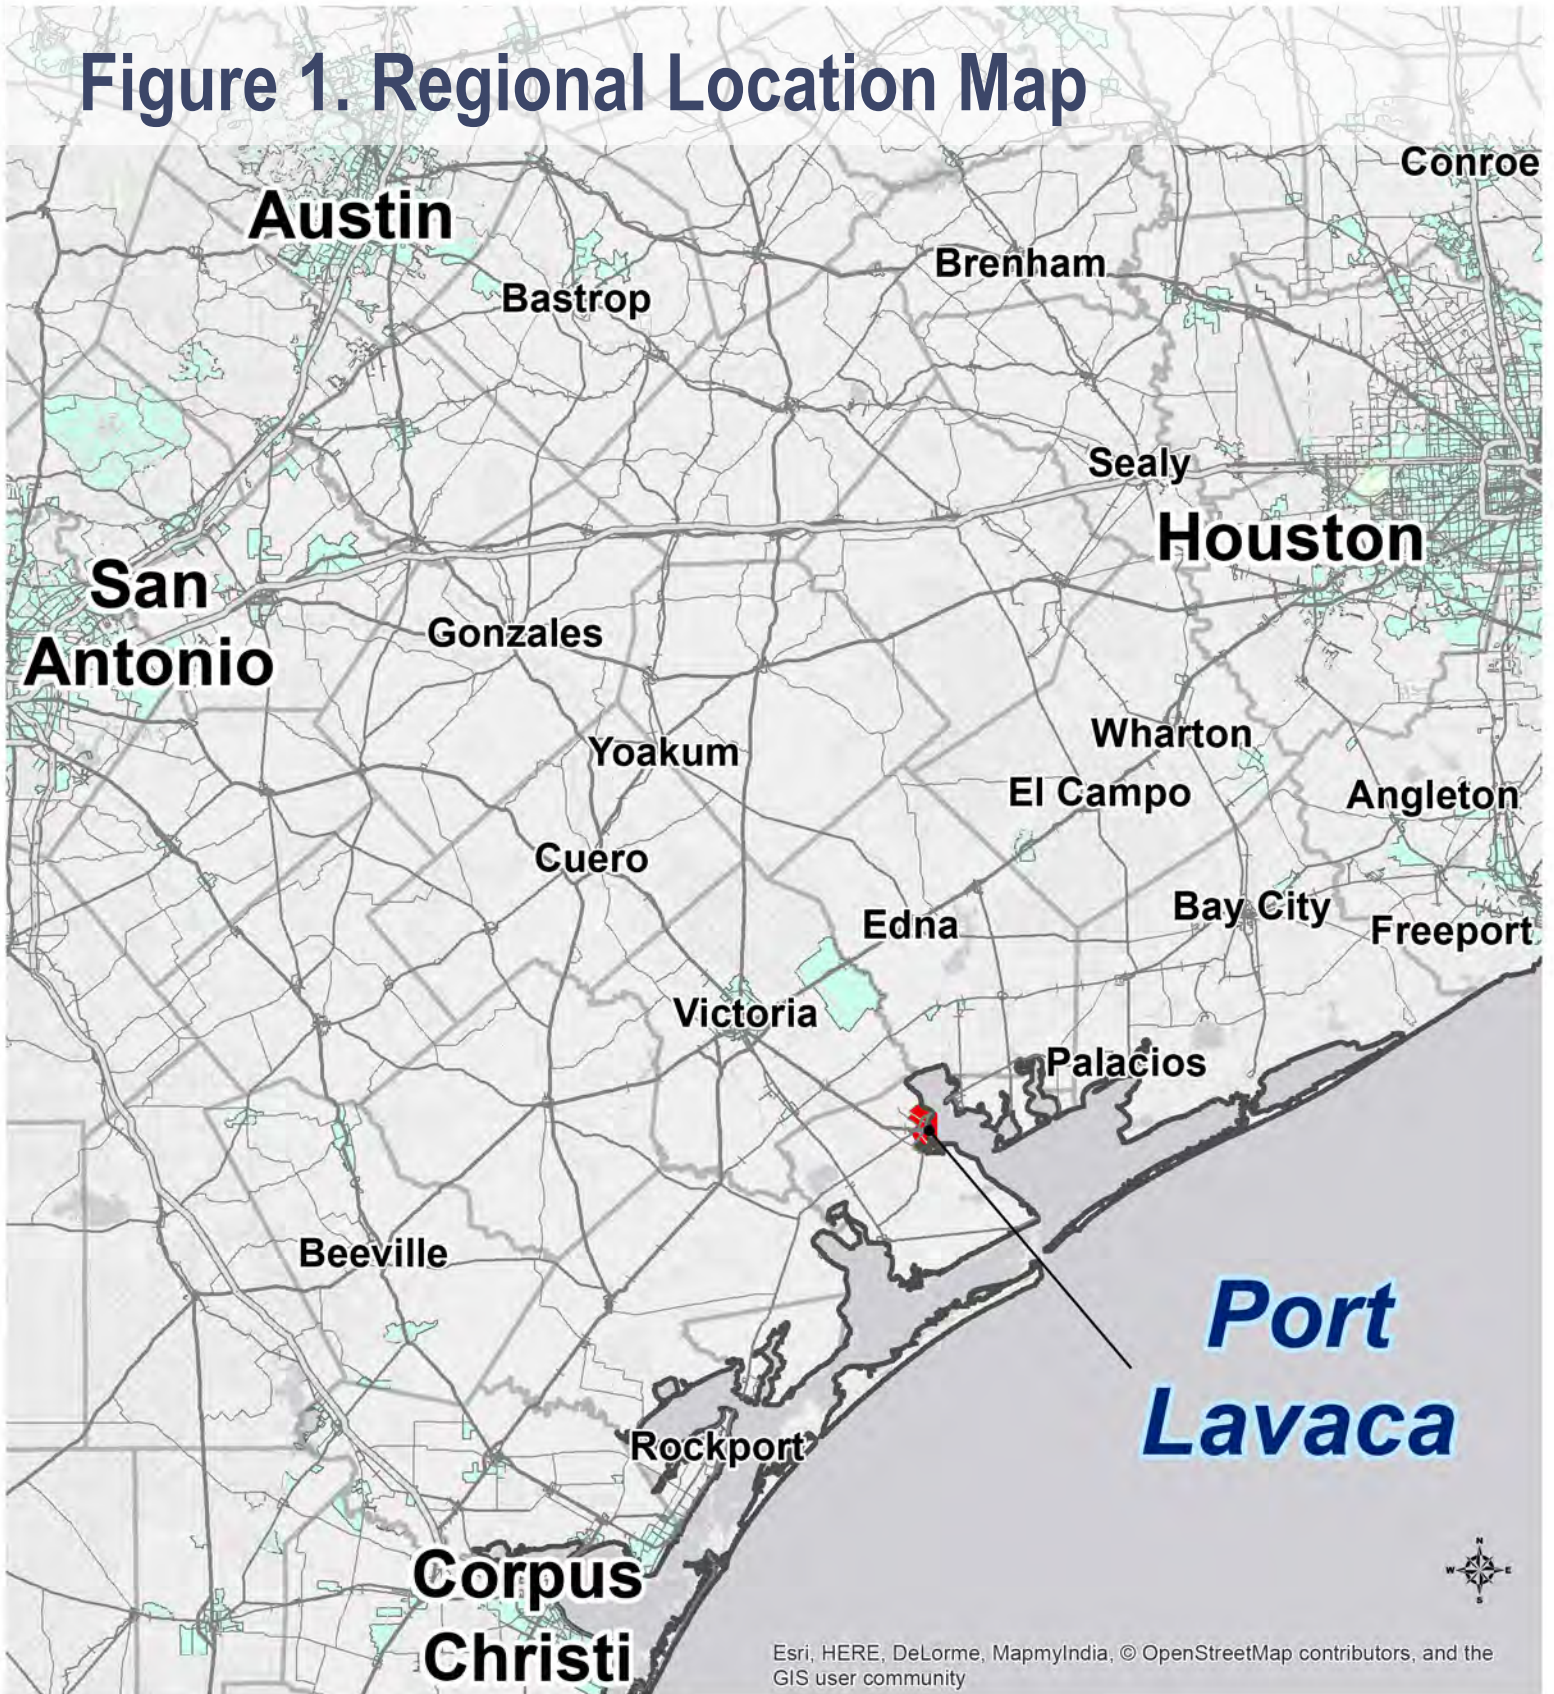 Figure 1. Regional Location Map
Conroe
Austin
Brenham
Bastrop
Sealy
Houston
San
Antonio
Gonzales
Wharton
Yoakum
El Campo
Angleton
Cuero
Bay City
Edna
Freeport
Victoria
Palacios
Beeville
Port
Lavaca
Rockport
Corpus
Christi
N
W E
S
Esri, HERE, DeLorme, MapmyIndia, © OpenStreetMap contributors, and the
GIS user community